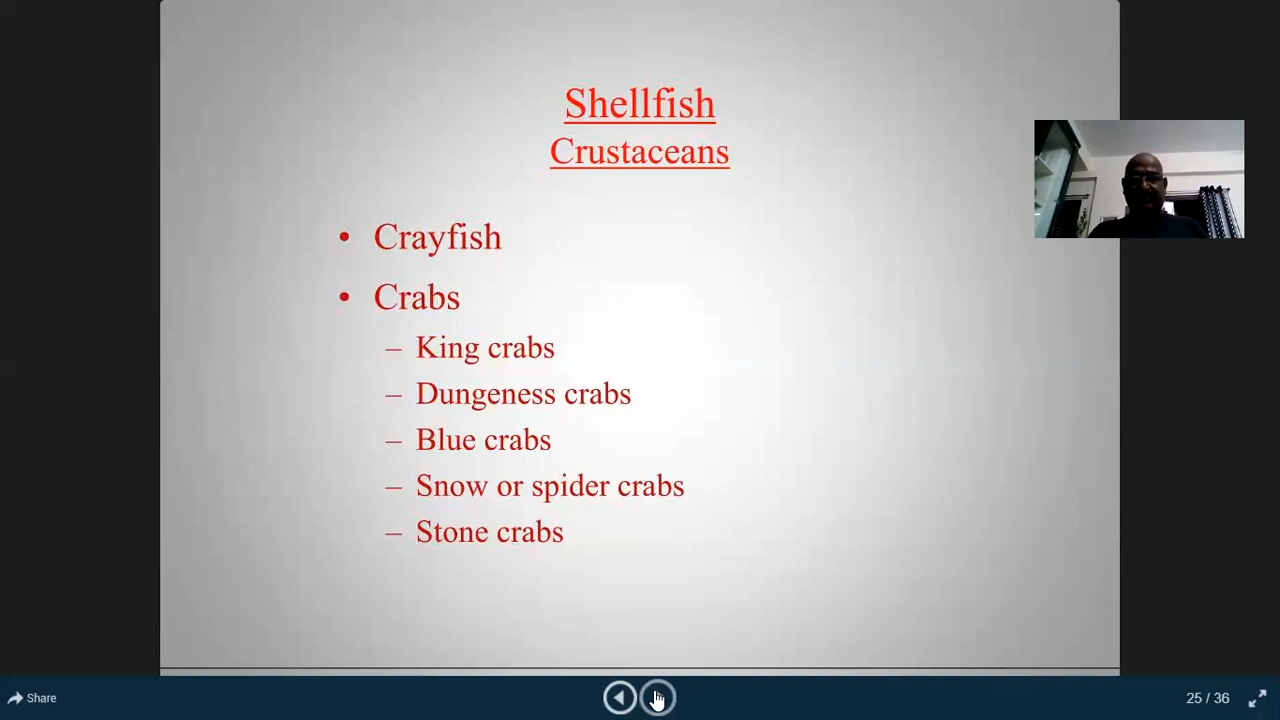 Shellfish
Crustaceans
• Crayfish
• Crabs
– King crabs
– Dungeness crabs
– Blue crabs
– Snow or spider crabs
– Stone crabs
Share
25 / 36